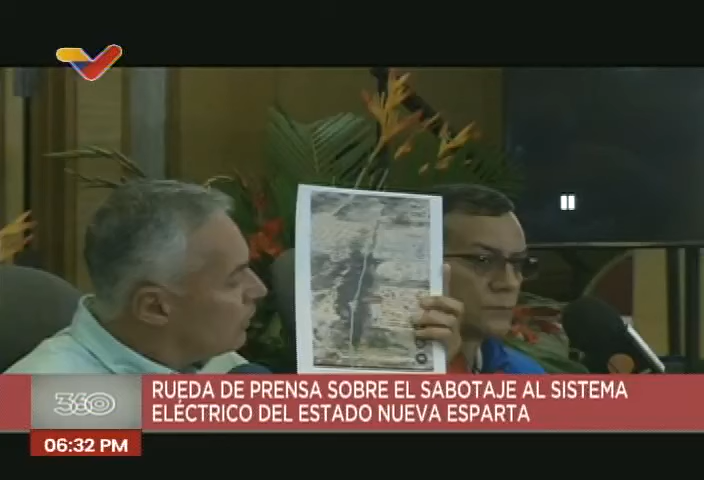 360
RUEDA DE PRENSA SOBRE EL SABOTAJE AL SISTEMA
ELÉCTRICO DEL ESTADO NUEVA ESPARTA
06:32 PM